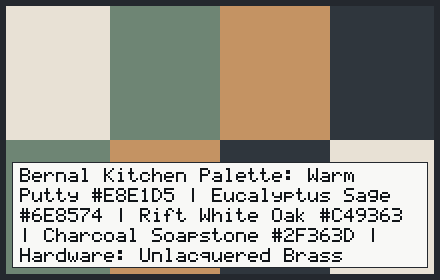 Bernal Kitchen Palette: Warm
Putty #E8E1D5 | Eucalyptus Sage
#6E8574 | Rift White Oak #C49363
| Charcoal Soapstone #2F363D |
Hardware: Unlacquered Brass